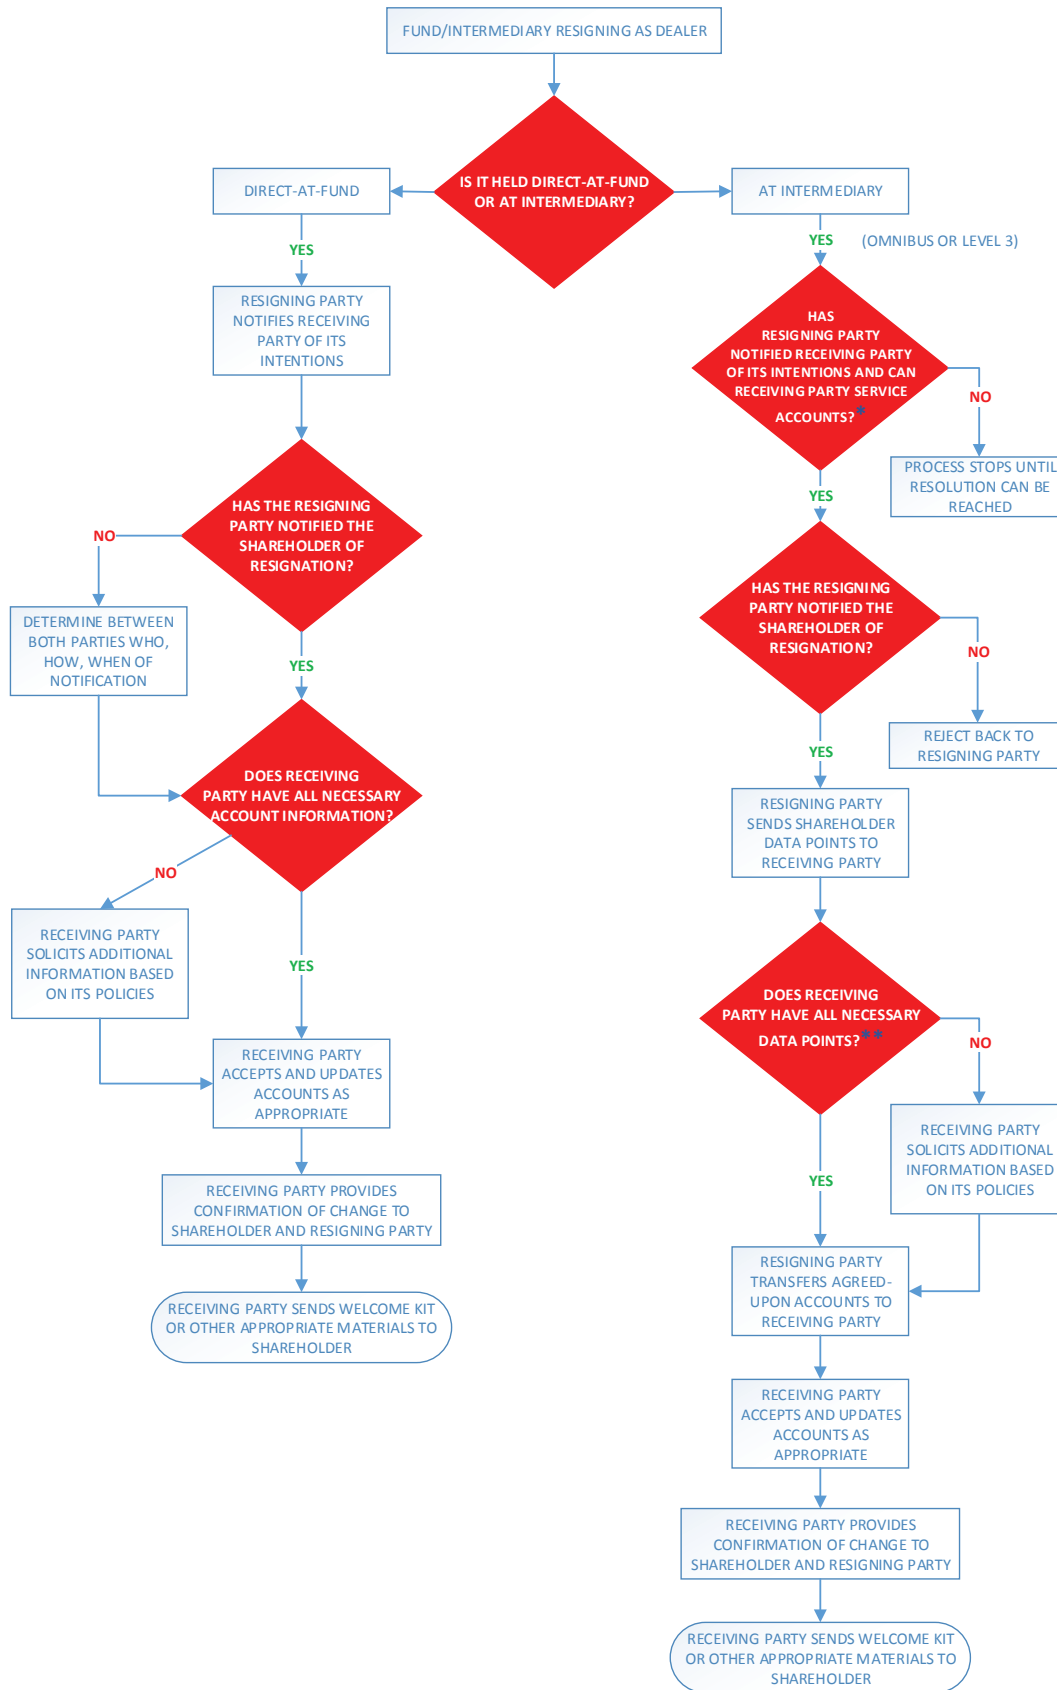 FUND/INTERMEDIARY RESIGNING AS DEALER
IS IT HELD DIRECT-AT-FUND
OR AT INTERMEDIARY?
DIRECT-AT-FUND
YES
RESIGNING PARTY
NOTIFIES RECEIVING
PARTY OF ITS
INTENTIONS
HAS THE RESIGNING
PARTY NOTIFIED THE
SHAREHOLDER OF
RESIGNATION?
NO
DETERMINE BETWEEN
BOTH PARTIES WHO,
HOW, WHEN OF
NOTIFICATION
YES
DOES RECEIVING
PARTY HAVE ALL NECESSARY
ACCOUNT INFORMATION?
NO
RECEIVING PARTY
SOLICITS ADDITIONAL
INFORMATION BASED
ON ITS POLICIES
YES
RECEIVING PARTY
ACCEPTS AND UPDATES
ACCOUNTS AS
APPROPRIATE
RECEIVING PARTY PROVIDES
CONFIRMATION OF CHANGE TO
SHAREHOLDER AND RESIGNING PARTY
RECEIVING PARTY SENDS WELCOME KIT
OR OTHER APPROPRIATE MATERIALS TO
SHAREHOLDER
AT INTERMEDIARY
YES
(OMNIBUS OR LEVEL 3)
HAS
RESIGNING PARTY
NOTIFIED RECEIVING PARTY
OF ITS INTENTIONS AND CAN
RECEIVING PARTY SERVICE
ACCOUNTS?*
NO
PROCESS STOPS UNTIL
RESOLUTION CAN BE
REACHED
YES
HAS THE RESIGNING
PARTY NOTIFIED THE
SHAREHOLDER OF
RESIGNATION?
NO
REJECT BACK TO
RESIGNING PARTY
YES
RESIGNING PARTY
SENDS SHAREHOLDER
DATA POINTS TO
RECEIVING PARTY
DOES RECEIVING
PARTY HAVE ALL NECESSARY
DATA POINTS?**
NO
RECEIVING PARTY
SOLICITS ADDITIONAL
INFORMATION BASED
ON ITS POLICIES
YES
RESIGNING PARTY
TRANSFERS AGREED-
UPON ACCOUNTS TO
RECEIVING PARTY
RECEIVING PARTY
ACCEPTS AND UPDATES
ACCOUNTS AS
APPROPRIATE
RECEIVING PARTY PROVIDES
CONFIRMATION OF CHANGE TO
SHAREHOLDER AND RESIGNING PARTY
RECEIVING PARTY SENDS WELCOME KIT
OR OTHER APPROPRIATE MATERIALS TO
SHAREHOLDER